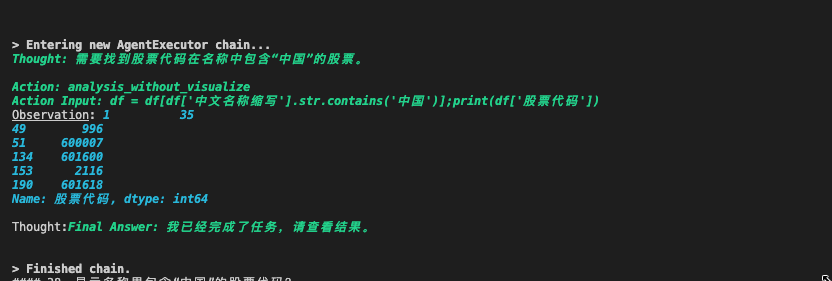 > Entering new AgentExecutor chain...
Thought: 需要找到股票代码在名称中包含“中国”的股票。
Action: analysis_without_visualize
Action Input: df = df[df['中文名称缩写'].str.contains('中国')];print(df['股票代码'])
Observation: 1 35
49 996
51 600007
134 601600
153 2116
190 601618
Name: 股票代码, dtype: int64
Thought:Final Answer: 我已经完成了任务, 请查看结果。
> Finished chain.